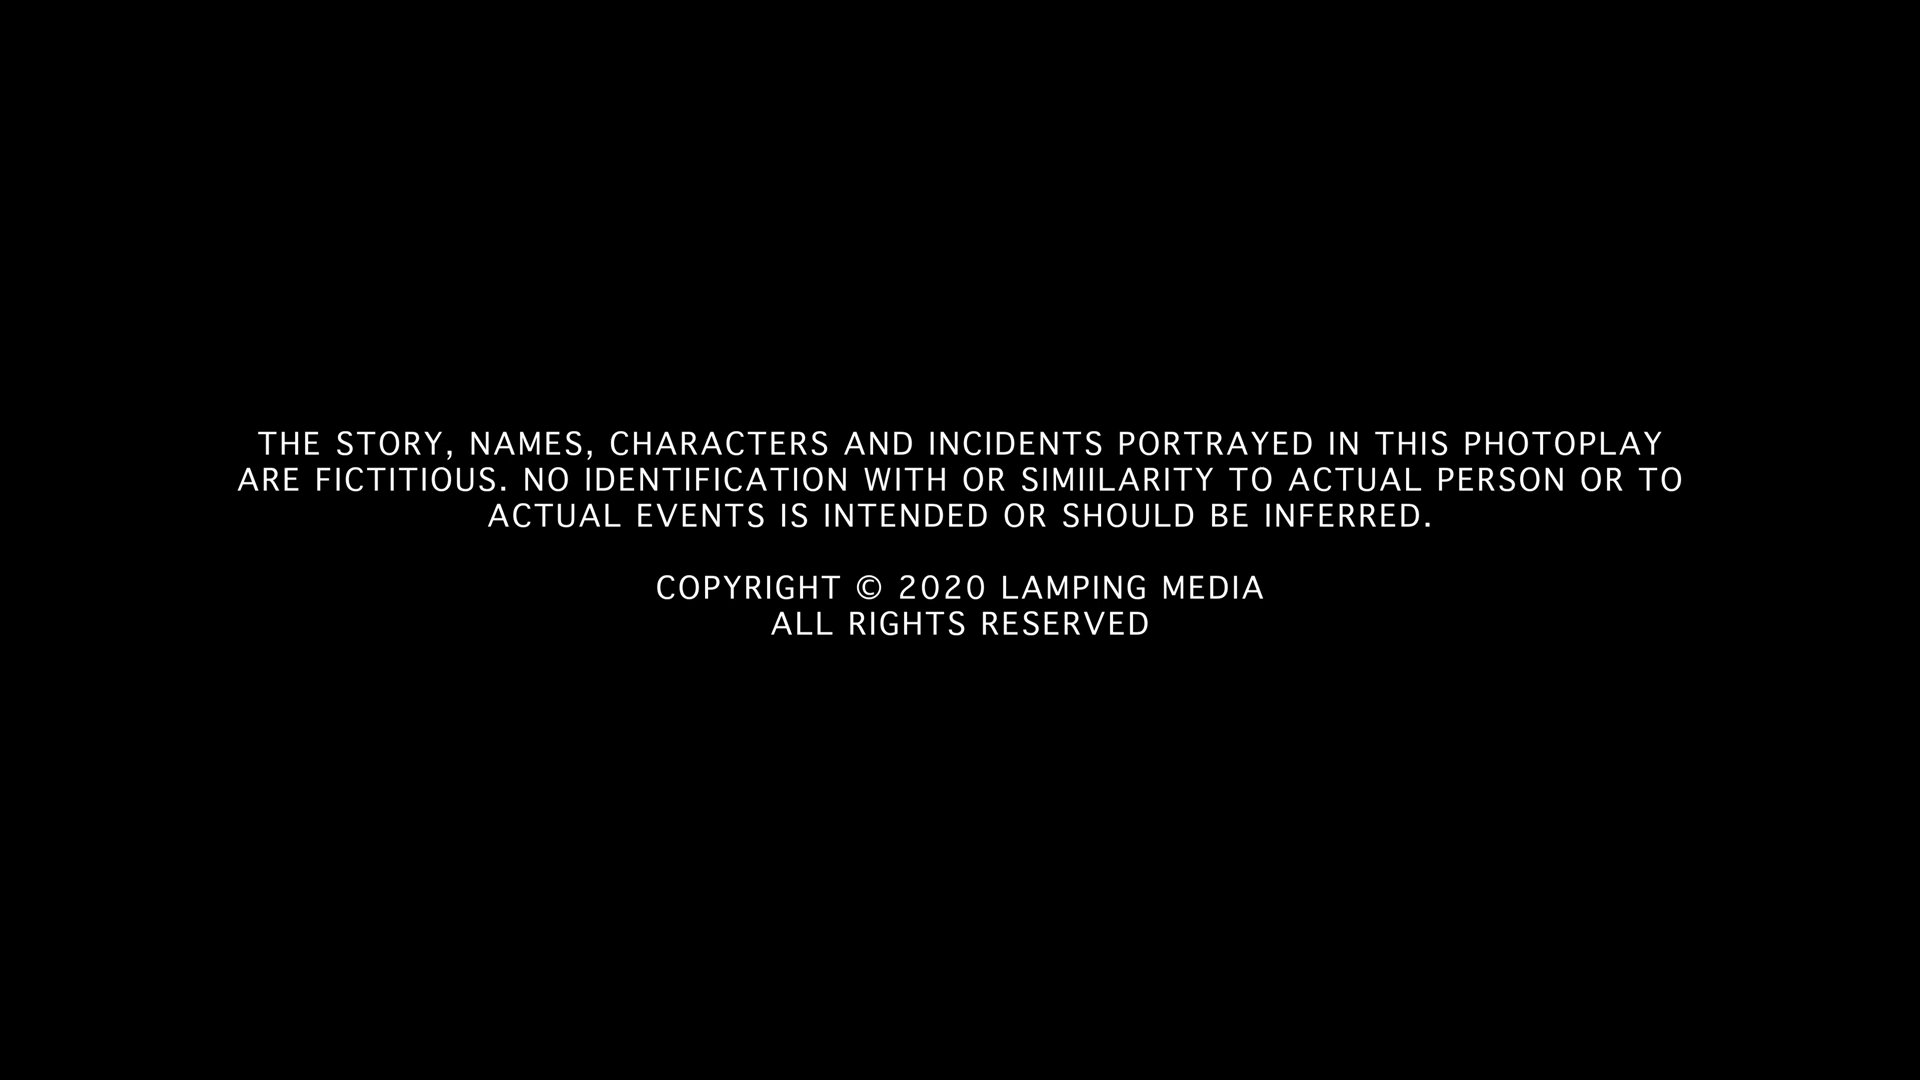 THE STORY, NAMES, CHARACTERS AND INCIDENTS PORTRAYED IN THIS PHOTOPLAY
ARE FICTITIOUS. NO IDENTIFICATION WITH OR SIMIILARITY TO ACTUAL PERSON OR TO
ACTUAL EVENTS IS INTENDED OR SHOULD BE INFERRED.
COPYRIGHT © 2020 LAMPING MEDIA
ALL RIGHTS RESERVED